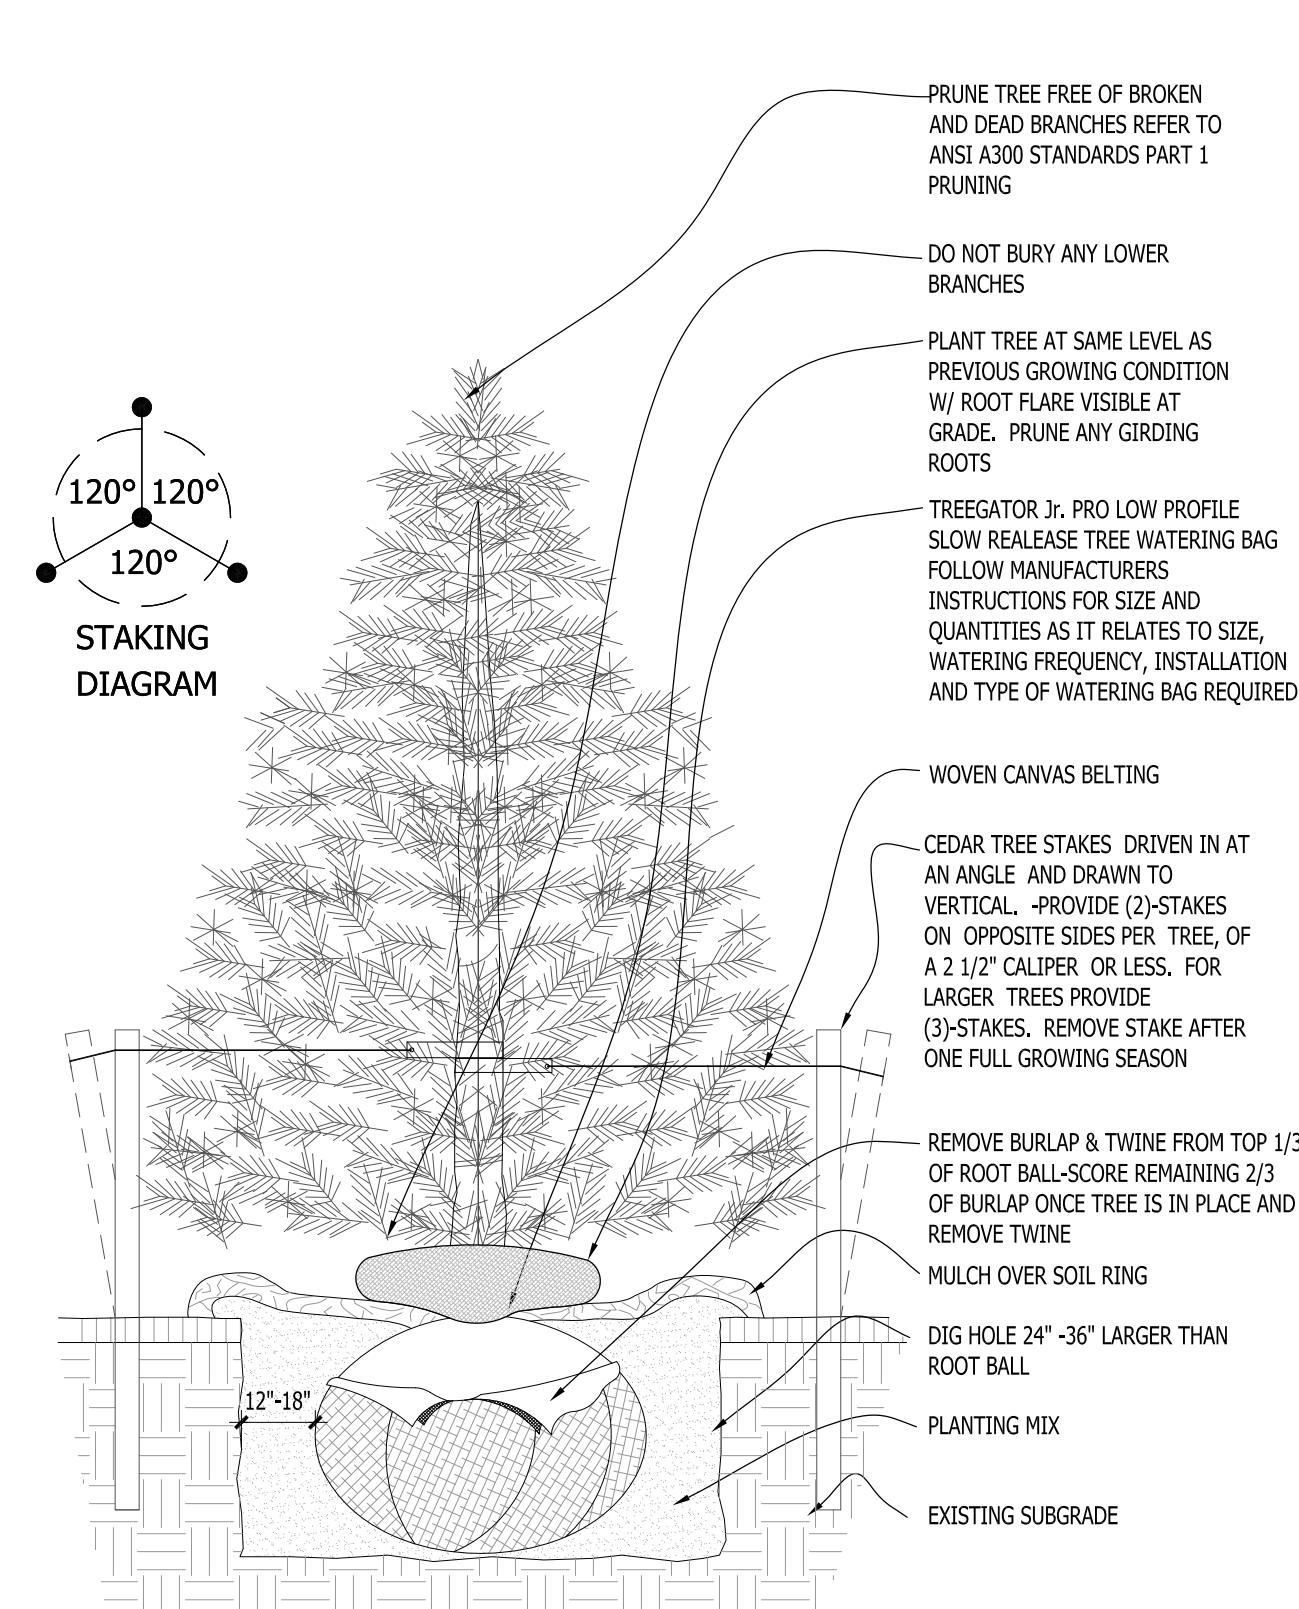 PRUNE TREE FREE OF BROKEN
AND DEAD BRANCHES REFER TO
ANSI A300 STANDARDS PART 1
PRUNING
DO NOT BURY ANY LOWER
BRANCHES
PLANT TREE AT SAME LEVEL AS
PREVIOUS GROWING CONDITION
W/ ROOT FLARE VISIBLE AT
GRADE. PRUNE ANY GIRDING
ROOTS
120° 120°
120°
STAKING
DIAGRAM
TREEGATOR Jr. PRO LOW PROFILE
SLOW REALEASE TREE WATERING BAG
FOLLOW MANUFACTURERS
INSTRUCTIONS FOR SIZE AND
QUANTITIES AS IT RELATES TO SIZE,
WATERING FREQUENCY, INSTALLATION
AND TYPE OF WATERING BAG REQUIRED
WOVEN CANVAS BELTING
CEDAR TREE STAKES DRIVEN IN AT
AN ANGLE AND DRAWN TO
VERTICAL. -PROVIDE (2)-STAKES
ON OPPOSITE SIDES PER TREE, OF
A 2 1/2" CALIPER OR LESS. FOR
LARGER TREES PROVIDE
(3)-STAKES. REMOVE STAKE AFTER
ONE FULL GROWING SEASON
REMOVE BURLAP & TWINE FROM TOP 1/3
OF ROOT BALL-SCORE REMAINING 2/3
OF BURLAP ONCE TREE IS IN PLACE AND
REMOVE TWINE
MULCH OVER SOIL RING
DIG HOLE 24" -36" LARGER THAN
ROOT BALL
12"-18"
PLANTING MIX
EXISTING SUBGRADE